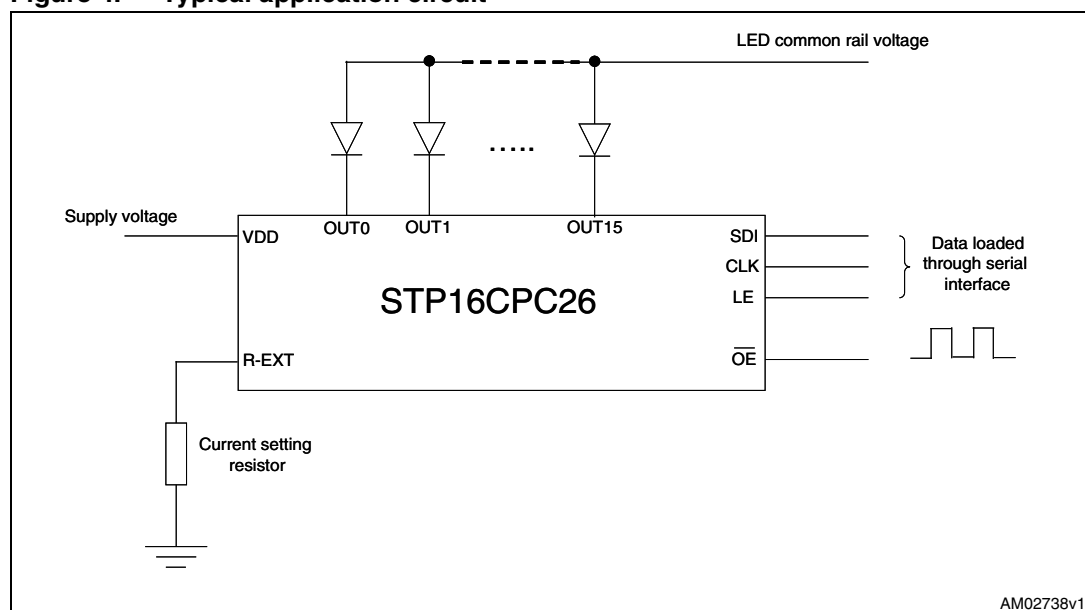 Figure 4. Typical application circuit
LED common rail voltage
.....
Supply voltage
VDD
OUT0
OUT1
OUT15
SDI
CLK
LE
Data loaded
through serial
interface
STP16CPC26
R-EXT
OE
Current setting
resistor
AM02738v1